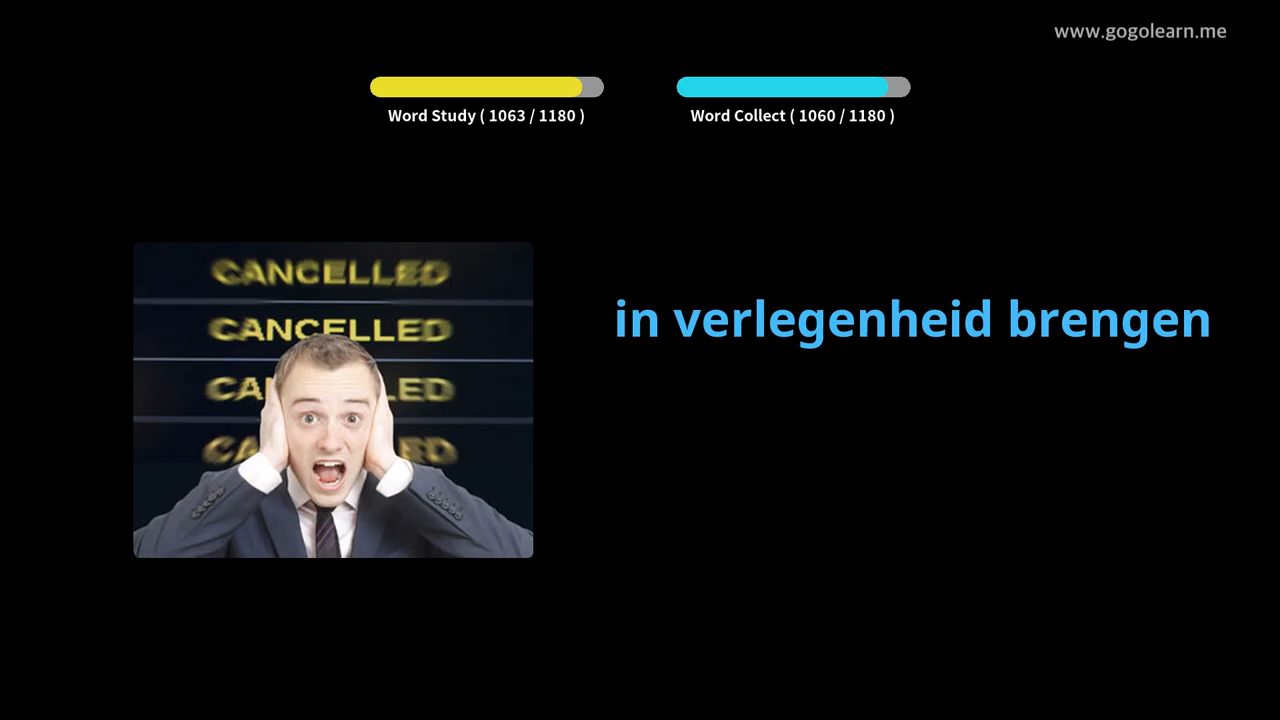 www.gogolearn.me
Word Study ( 1063 / 1180 )
Word Collect ( 1060 / 1180 )
CANCELLED
CANCELLED
in verlegenheid brengen